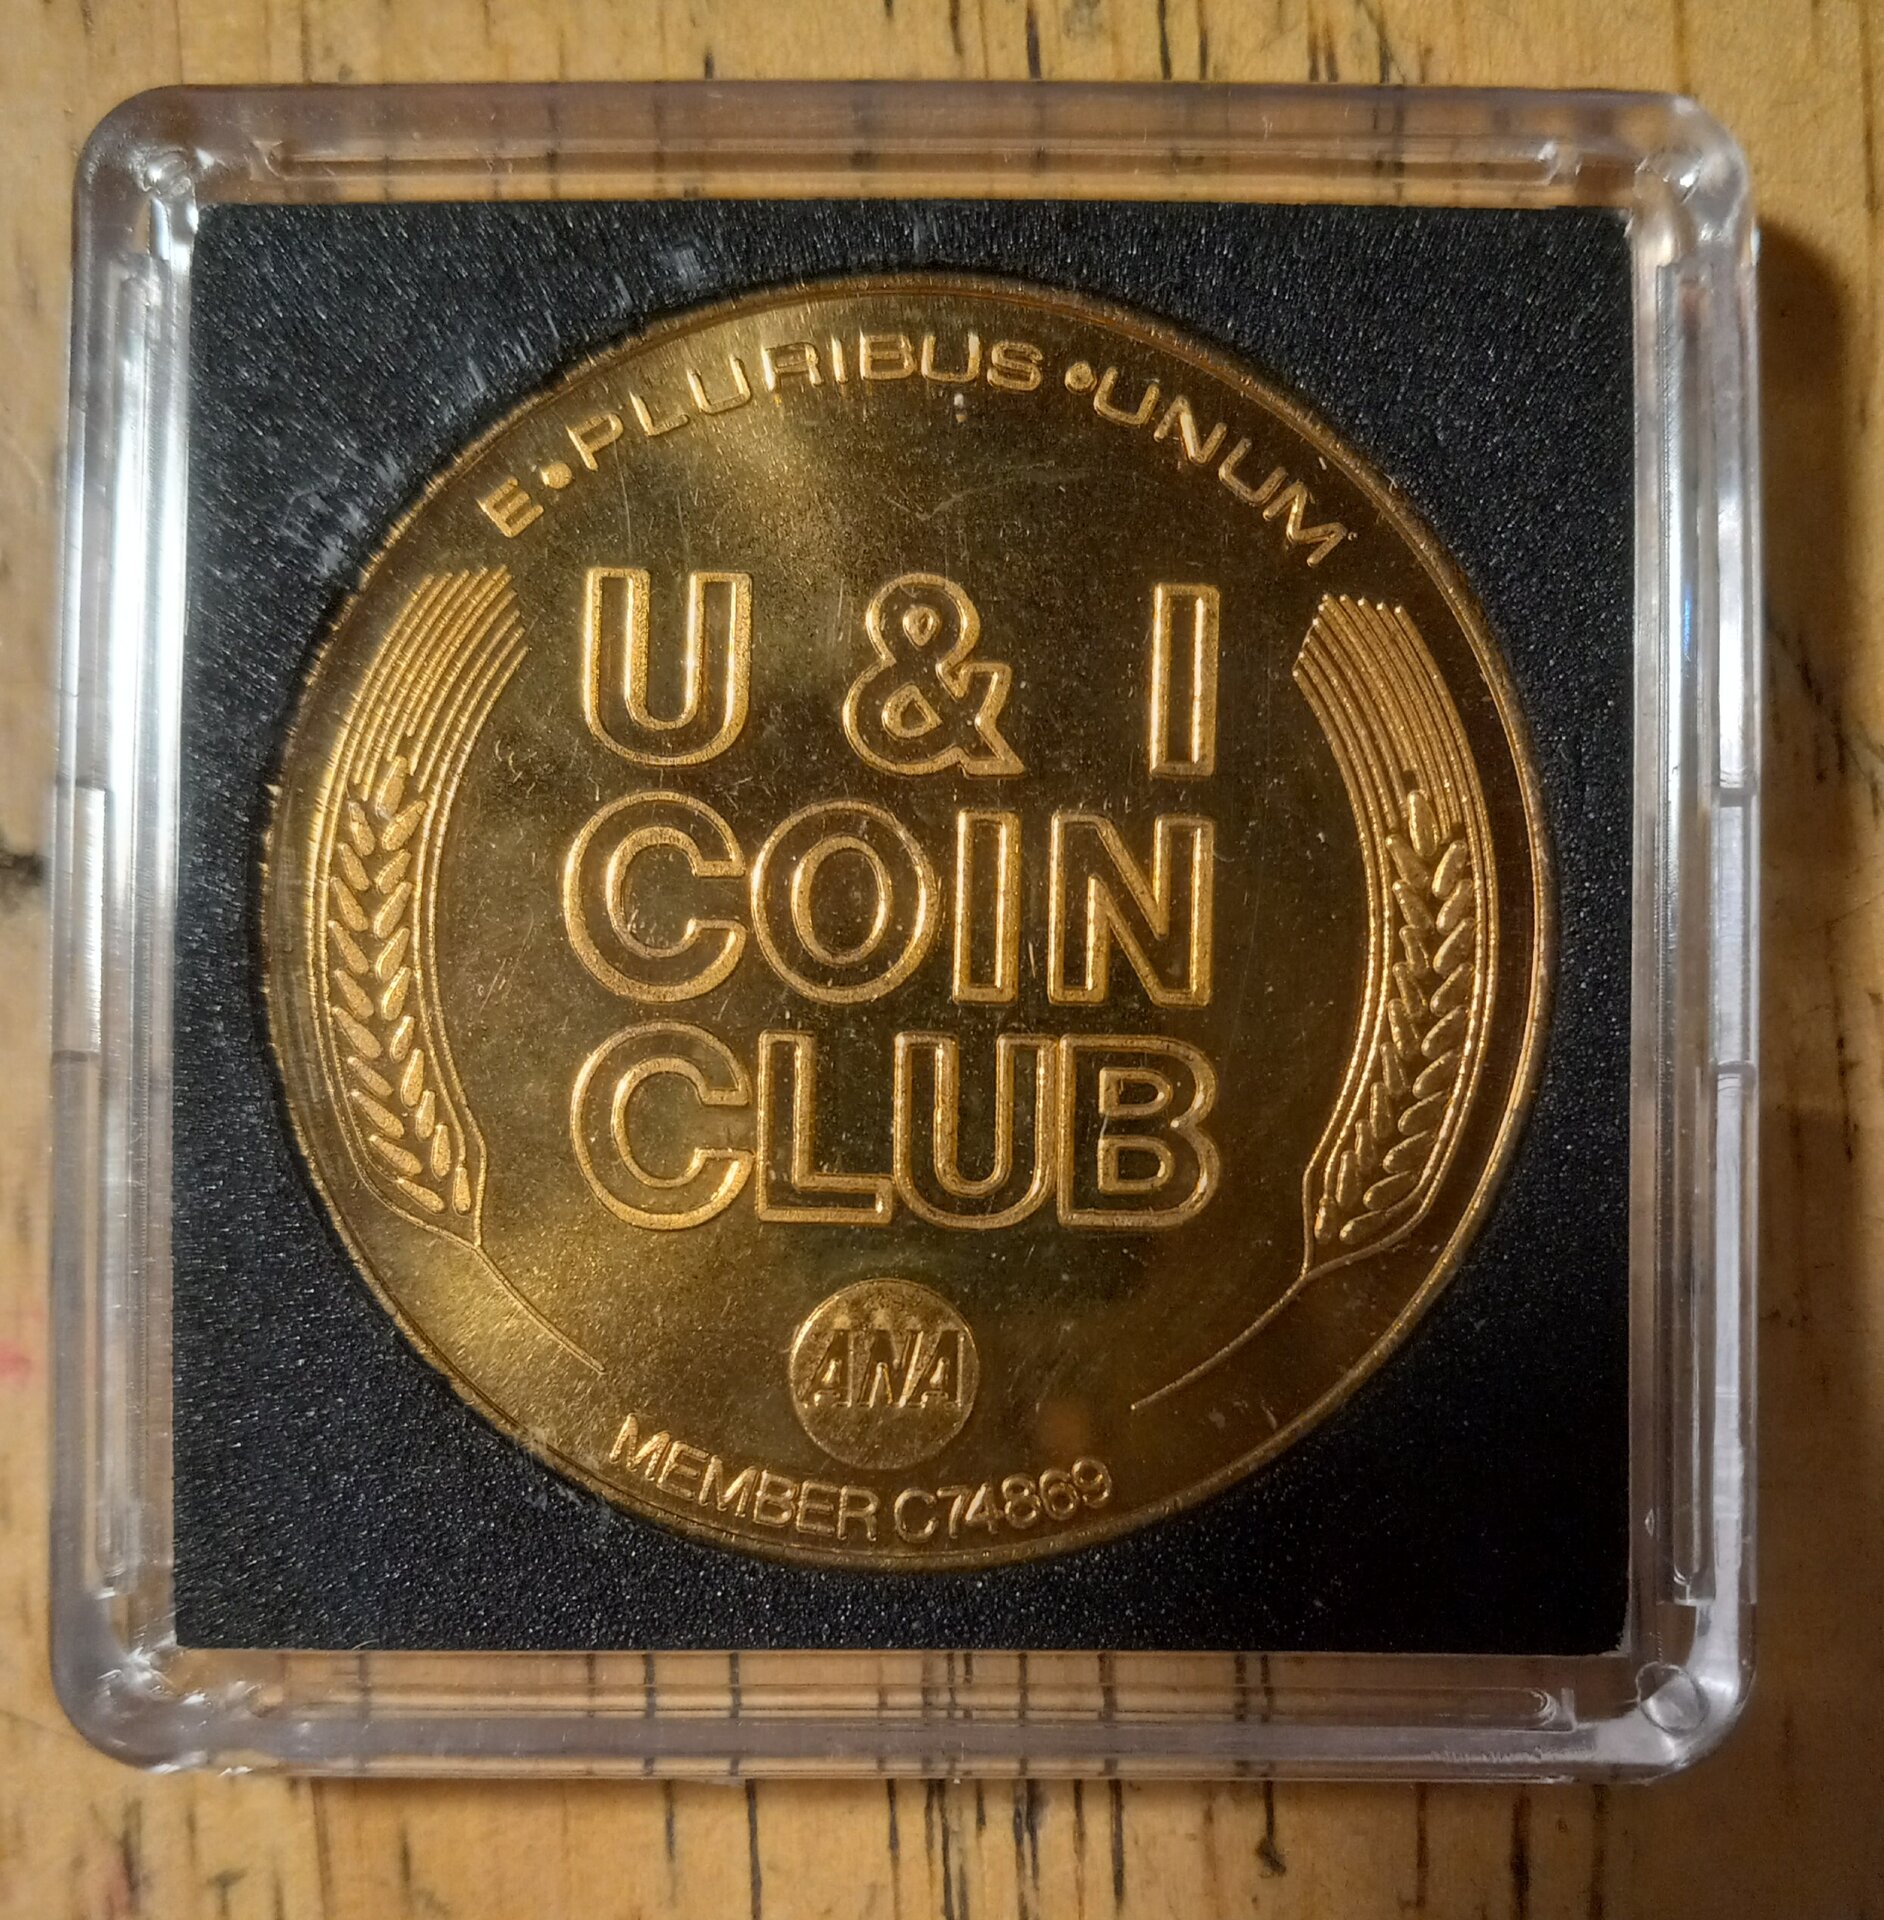 E•PLURIBUS•UNUM
U & I
COIN
CLUB
ANA
MEMBER C74869